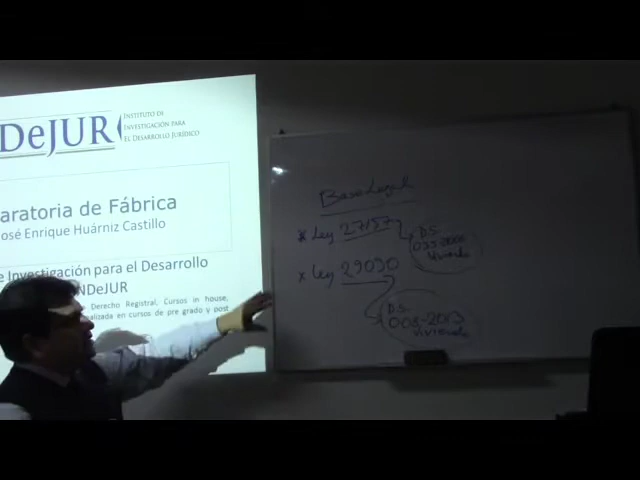 DeJUR
INSTITUTO DE
INVESTIGACIÓN PARA
EL DESARROLLO JURÍDICO
aratoria de Fábrica
osé Enrique Huárniz Castillo
e Investigación para el Desarrollo
NDeJUR
Derecho Registral, Cursos in house,
alizada en cursos de pre grado y post
Base Legal
* Ley 27157
D.S.
035-2006
Vivienda
* Ley 29090
D.S.
008-2013
Vivienda